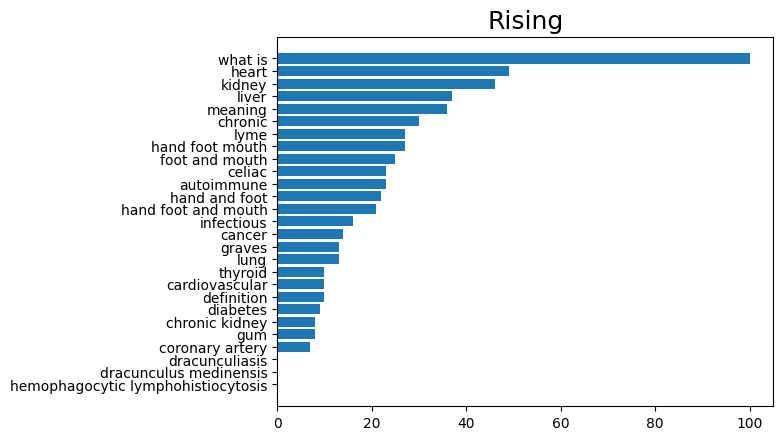 Rising
what is
heart
kidney
liver
meaning
chronic
lyme
hand foot mouth
foot and mouth
celiac
autoimmune
hand and foot
hand foot and mouth
infectious
cancer
graves
lung
thyroid
cardiovascular
definition
diabetes
chronic kidney
gum
coronary artery
dracunculiasis
dracunculus medinensis
hemophagocytic lymphohistiocytosis
0 20 40 60 80 100